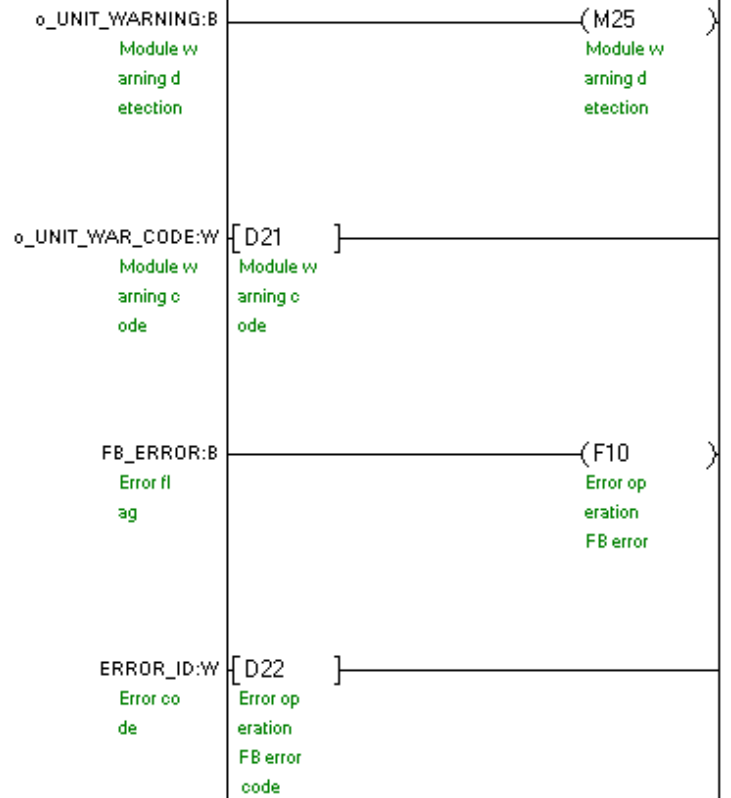 o_UNIT_WARNING:B (M25 )
Module w Module w
arning d arning d
etection etection
o_UNIT_WAR_CODE:W [D21 ]
Module w Module w
arning c arning c
ode ode
FB_ERROR:B (F10 )
Error fl Error op
ag eration
FB error
ERROR_ID:W [D22 ]
Error co Error op
de eration
FB error
code